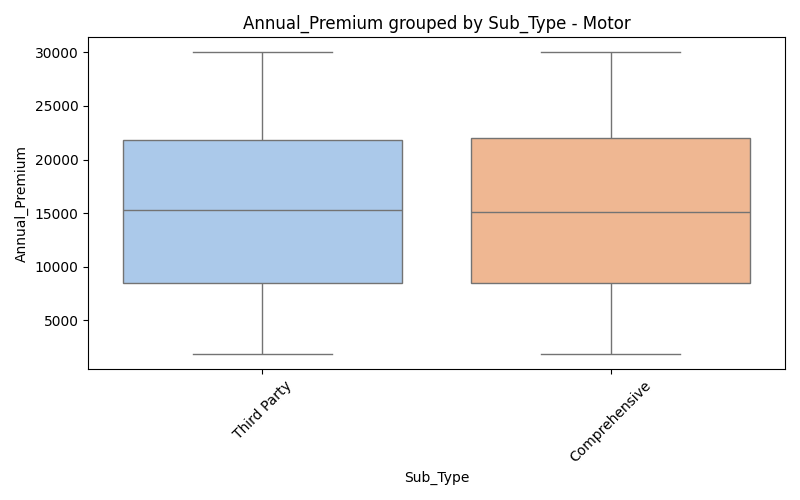 Annual_Premium grouped by Sub_Type - Motor
Annual_Premium
30000
25000
20000
15000
10000
5000
Third Party
Comprehensive
Sub_Type